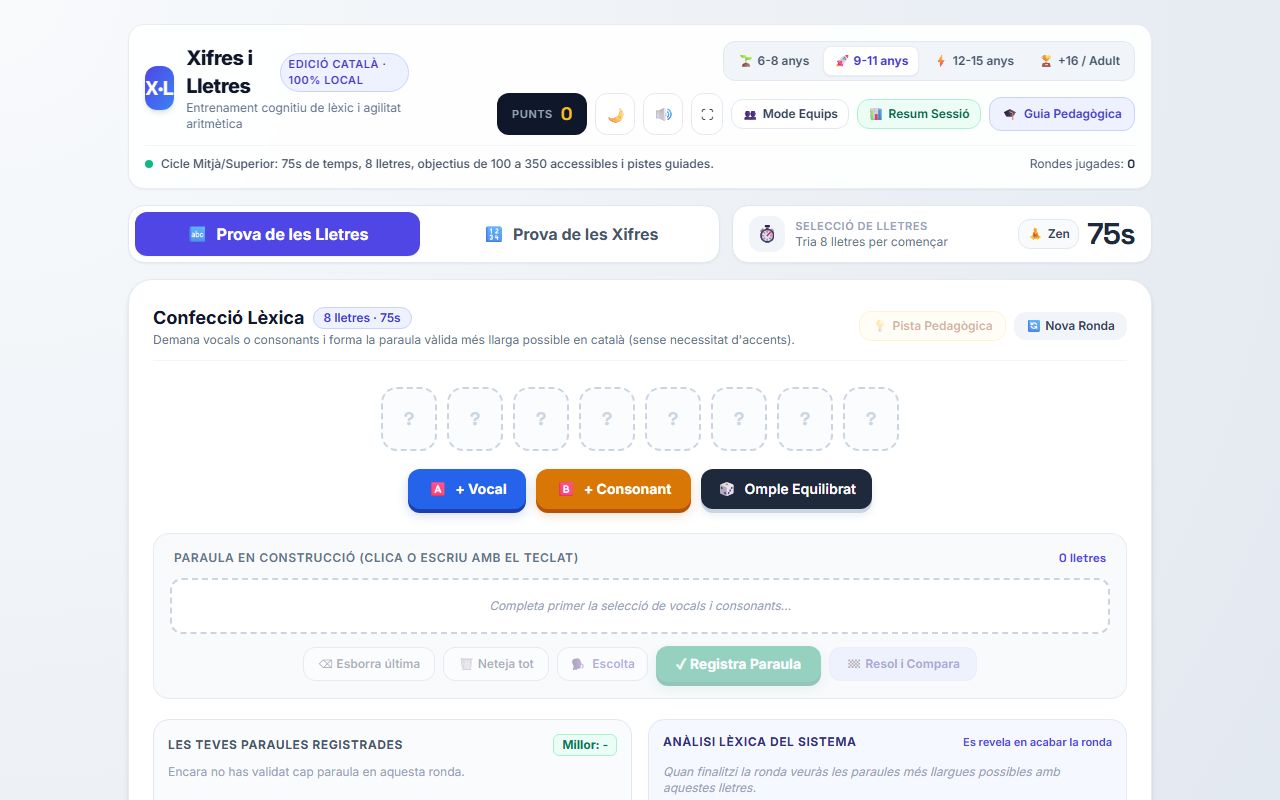 X·L
Xifres i
Lletres
EDICIÓ CATALÀ ·
100% LOCAL
Entrenament cognitiu de lèxic i agilitat
aritmètica
6-8 anys
9-11 anys
12-15 anys
+16 / Adult
PUNTS 0
Mode Equips
Resum Sessió
Guia Pedagògica
Cicle Mitjà/Superior: 75s de temps, 8 lletres, objectius de 100 a 350 accessibles i pistes guiades.
Rondes jugades: 0
Prova de les Lletres
Prova de les Xifres
SELECCIÓ DE LLETRES
Tria 8 lletres per començar
Zen
75s
Confecció Lèxica
8 lletres · 75s
Demana vocals o consonants i forma la paraula vàlida més llarga possible en català (sense necessitat d'accents).
Pista Pedagògica
Nova Ronda
? ? ? ? ? ? ? ?
A + Vocal
B + Consonant
Omple Equilibrat
PARAULA EN CONSTRUCCIÓ (CLICA O ESCRIU AMB EL TECLAT)
0 lletres
Completa primer la selecció de vocals i consonants...
⌫ Esborra última
Neteja tot
Escolta
✓ Registra Paraula
Resol i Compara
LES TEVES PARAULES REGISTRADES
Millor: -
Encara no has validat cap paraula en aquesta ronda.
ANÀLISI LÈXICA DEL SISTEMA
Es revela en acabar la ronda
Quan finalitzi la ronda veuràs les paraules més llargues possibles amb
aquestes lletres.